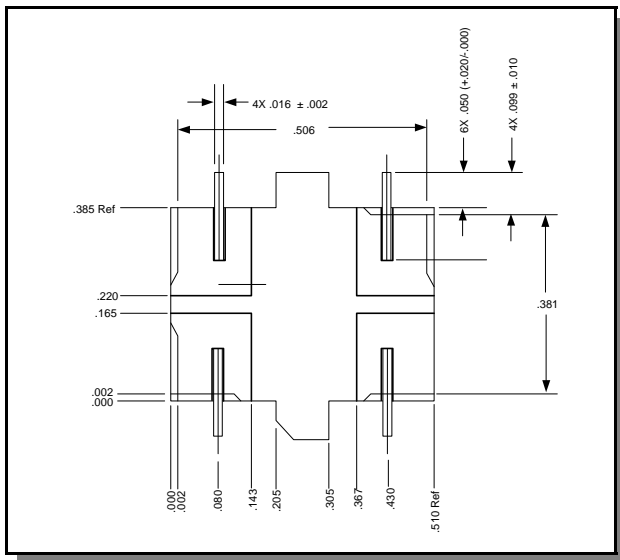 6X .050 (+.020/-.000)
4X .099 ± .010
4X .016 ± .002
.506
.385 Ref
.220
.165
.381
.002
.000
.000
.002
.080
.143
.205
.305
.367
.430
.510 Ref